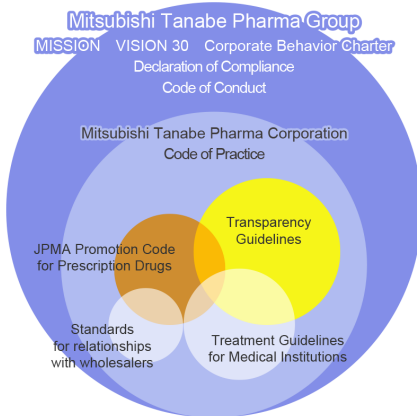 Mitsubishi Tanabe Pharma Group
MISSION VISION 30 Corporate Behavior Charter
Declaration of Compliance
Code of Conduct
Mitsubishi Tanabe Pharma Corporation
Code of Practice
Transparency
Guidelines
JPMA Promotion Code
for Prescription Drugs
Standards
for relationships
with wholesalers
Treatment Guidelines
for Medical Institutions